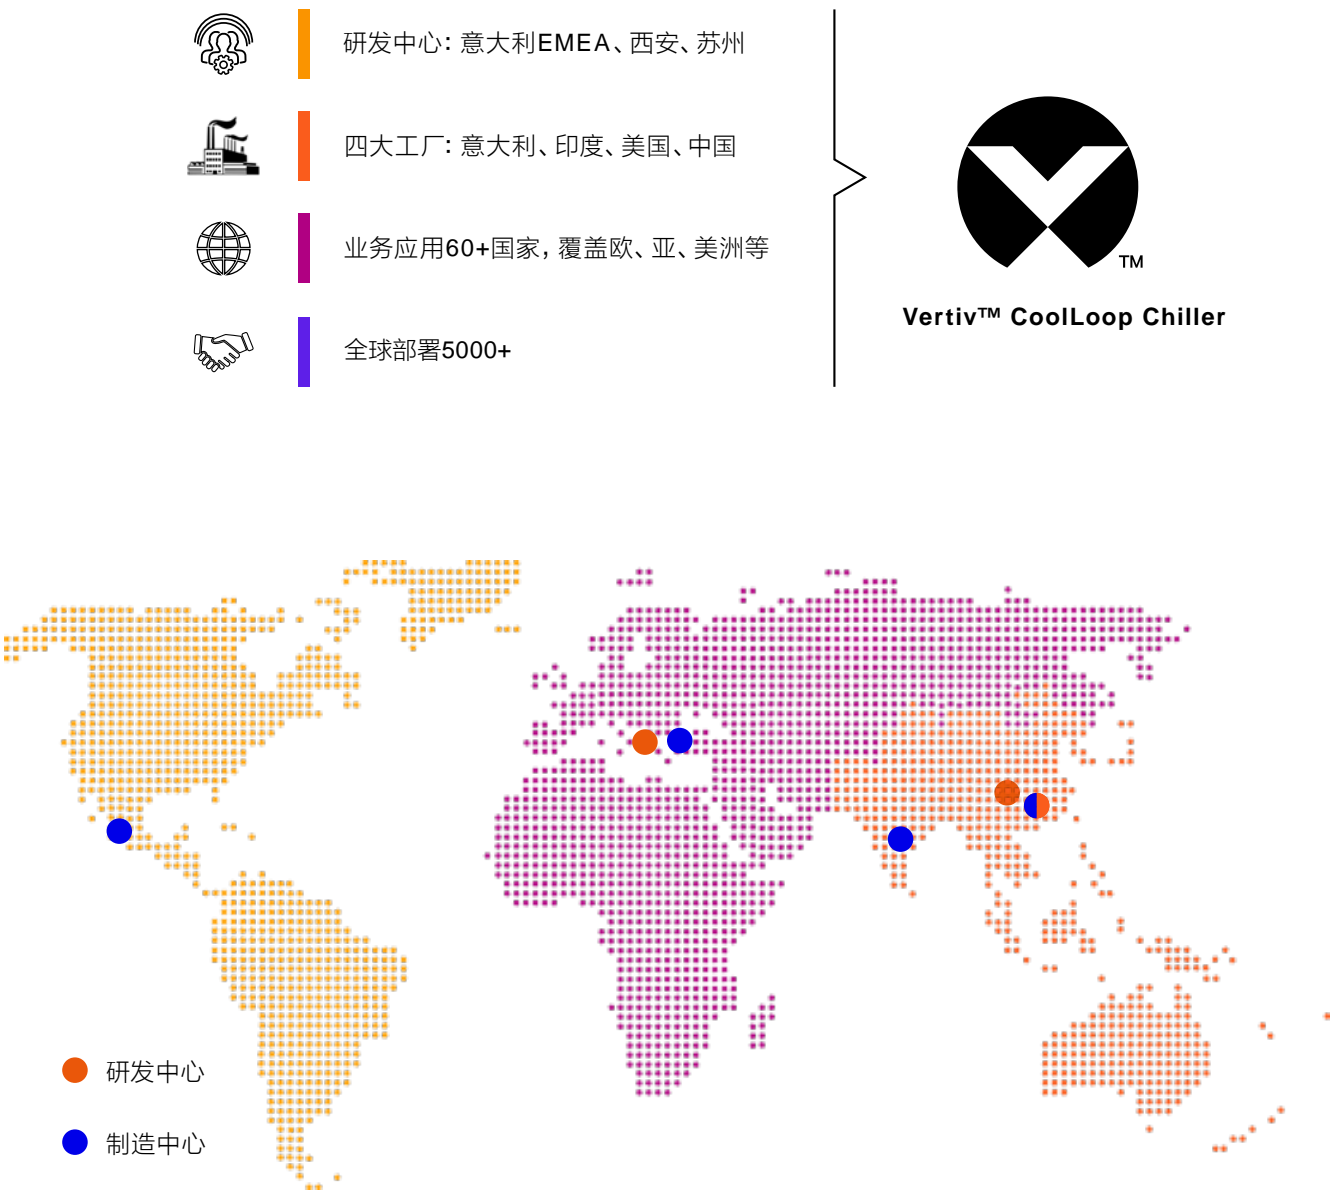 研发中心: 意大利EMEA、西安、苏州
四大工厂: 意大利、印度、美国、中国
业务应用60+国家, 覆盖欧、亚、美洲等
全球部署5000+
TM
Vertiv™ CoolLoop Chiller
研发中心
制造中心